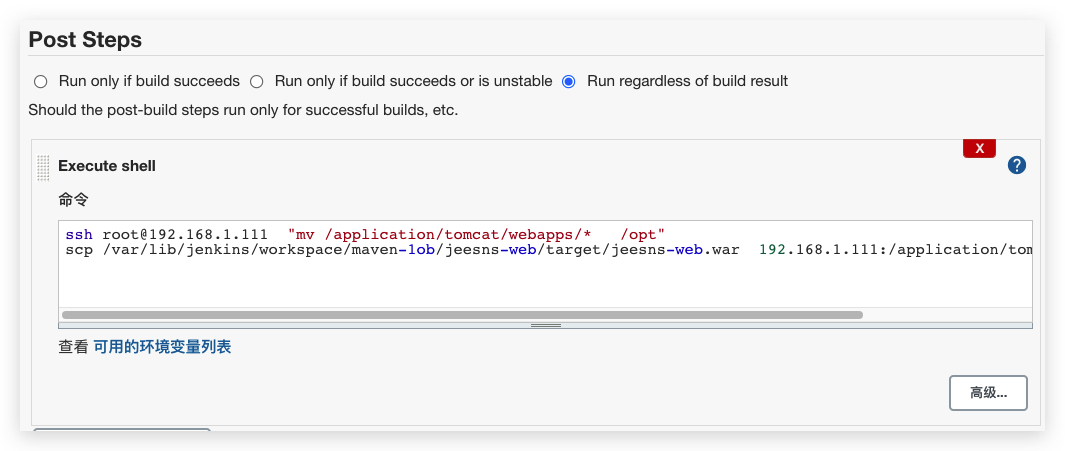 Post Steps
Run only if build succeeds Run only if build succeeds or is unstable Run regardless of build result
Should the post-build steps run only for successful builds, etc.
X
Execute shell
?
命令
ssh root@192.168.1.111  "mv /application/tomcat/webapps/*   /opt"
scp /var/lib/jenkins/workspace/maven-1ob/jeesns-web/target/jeesns-web.war  192.168.1.111:/application/tom
查看 可用的环境变量列表
高级...